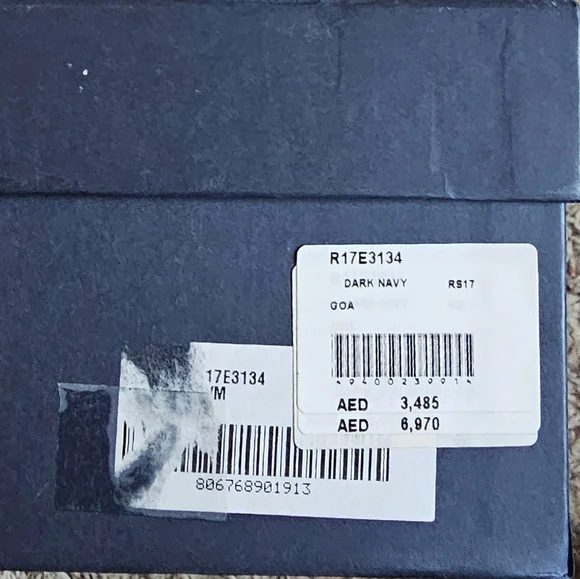 R17E3134
DARK NAVY RS17
GOA
AED 3,485
AED 6,970
17E3134
806768901913